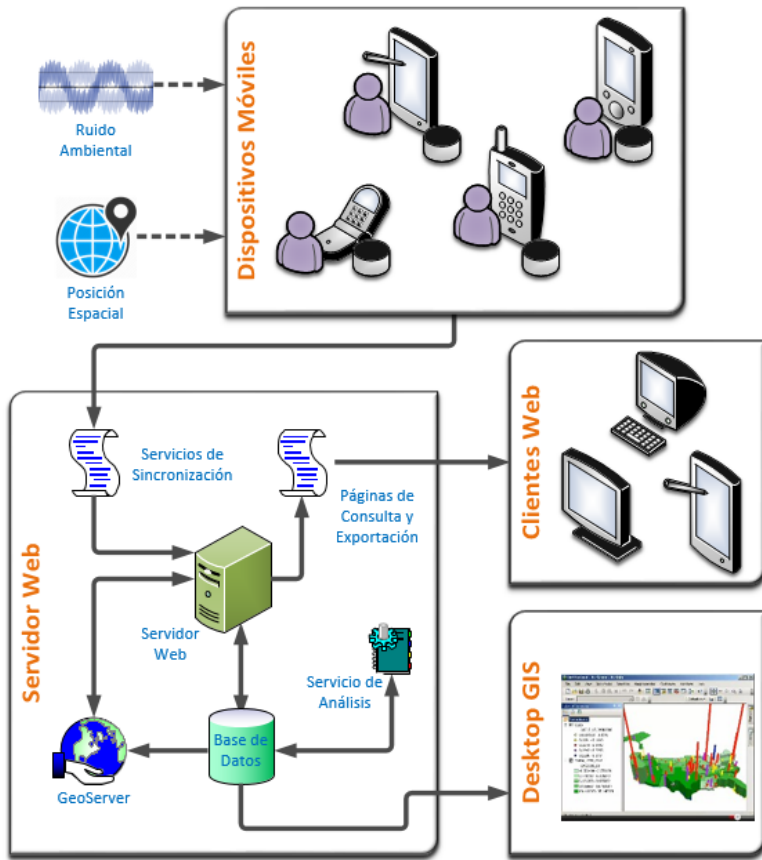 Ruido
Ambiental
Posición
Espacial
Dispositivos Móviles
Servidor Web
Servicios de
Sincronización
Páginas de
Consulta y
Exportación
Servidor
Web
Servicio de
Análisis
Base de
Datos
GeoServer
Clientes Web
Desktop GIS